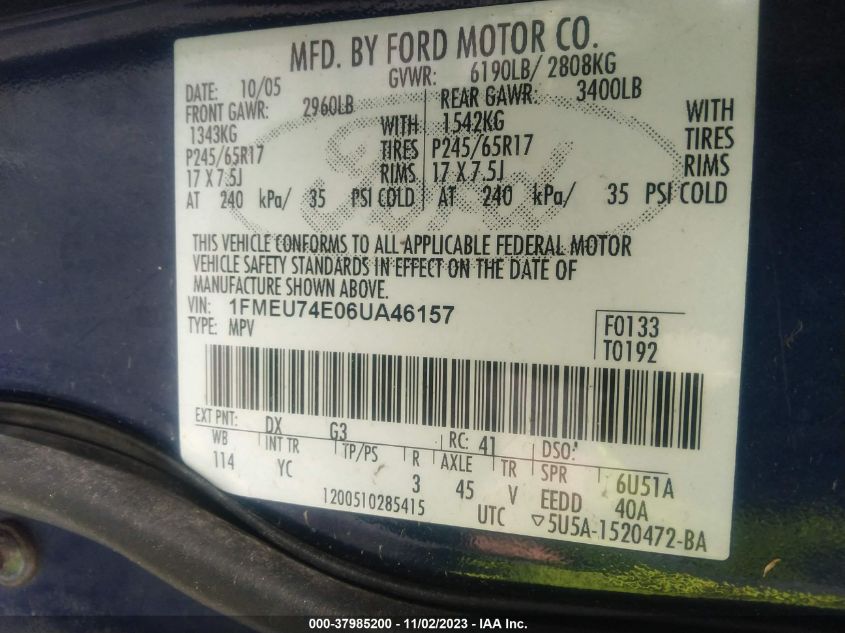 MFD. BY FORD MOTOR CO.
DATE: 10/05 GVWR: 6190LB/ 2808KG
FRONT GAWR: 2960LB REAR GAWR: 3400LB
1343KG WITH 1542KG WITH
P245/65R17 TIRES P245/65R17 TIRES
17 X 7.5J RIMS 17 X 7.5J RIMS
AT 240 kPa/ 35 PSI COLD AT 240 kPa/ 35 PSI COLD
Ford
THIS VEHICLE CONFORMS TO ALL APPLICABLE FEDERAL MOTOR
VEHICLE SAFETY STANDARDS IN EFFECT ON THE DATE OF
MANUFACTURE SHOWN ABOVE.
VIN: 1FMEU74E06UA46157
TYPE: MPV
F0133
T0192
EXT PNT: DX G3 RC: 41 DSO:
WB INT TR TP/PS R AXLE TR SPR 6U51A
114 YC 3 45 V EEDD 40A
1200510285415 UTC ▽5U5A-1520472-BA
000-37985200 - 11/02/2023 - IAA Inc.